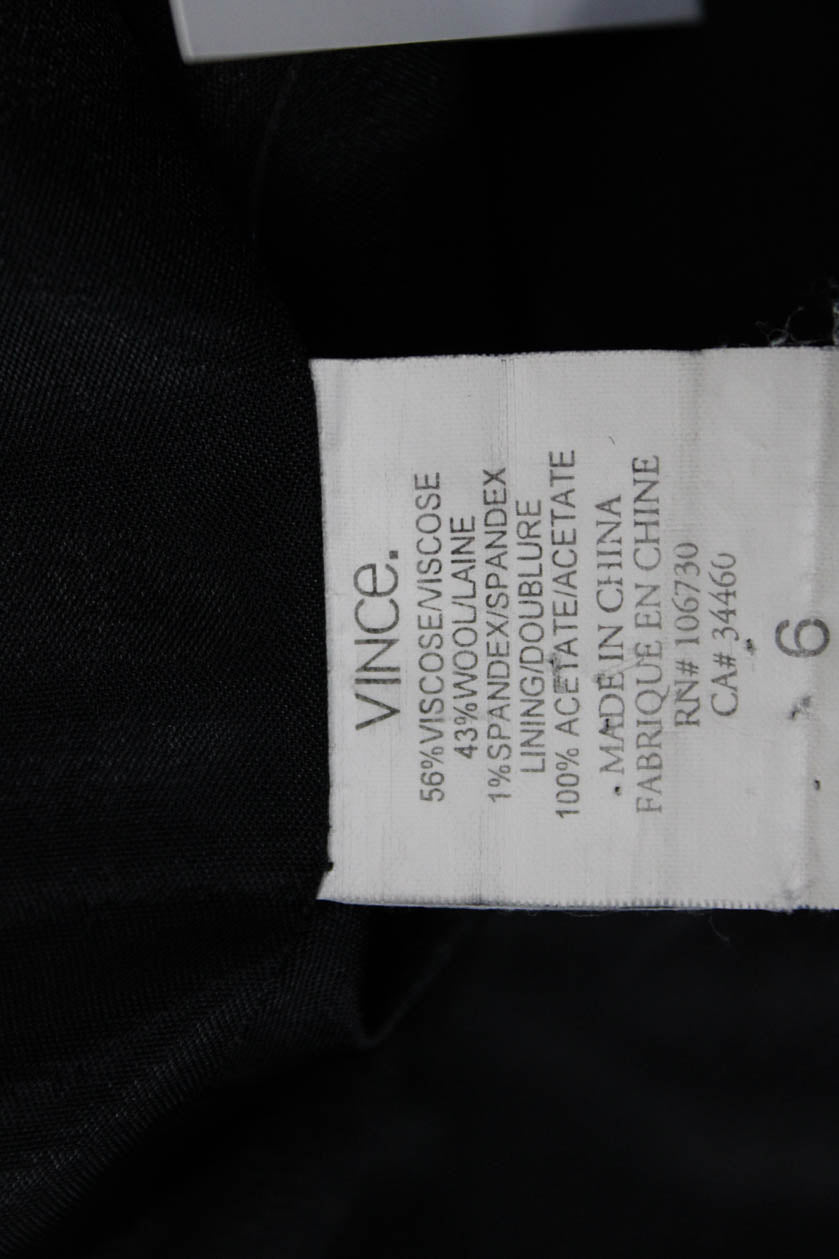 VINCE.
56%VISCOSE/VISCOSE
43%WOOL/LAINE
1%SPANDEX/SPANDEX
LINING/DOUBLURE
100% ACETATE/ACETATE
MADE IN CHINA
FABRIQUE EN CHINE
RN# 106730
CA# 34460
6